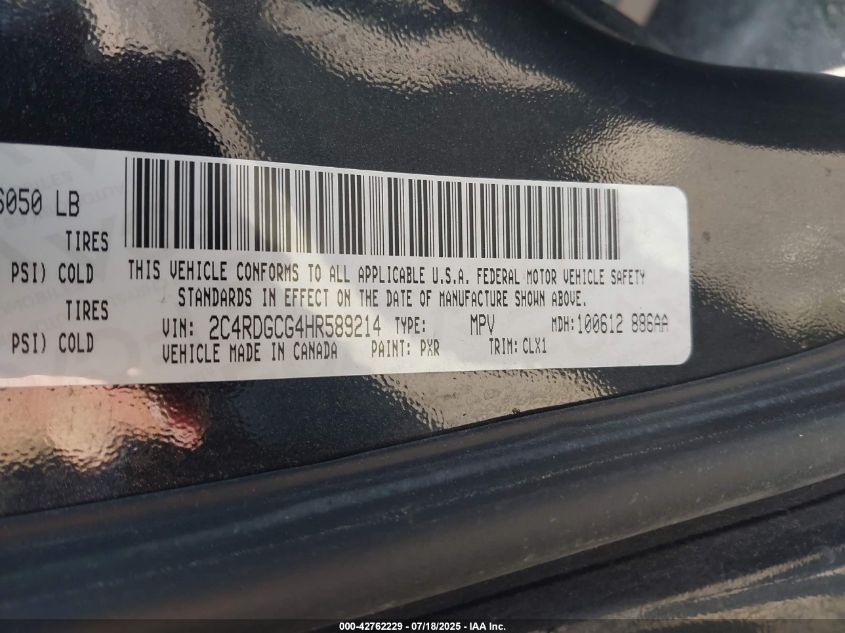 6050 LB
TIRES
PSI) COLD
TIRES
PSI) COLD
THIS VEHICLE CONFORMS TO ALL APPLICABLE U.S.A. FEDERAL MOTOR VEHICLE SAFETY
STANDARDS IN EFFECT ON THE DATE OF MANUFACTURE SHOWN ABOVE.
VIN: 2C4RDGCG4HR589214 TYPE: MPV MDH:100612 886AA
VEHICLE MADE IN CANADA PAINT: PXR TRIM: CLX1
000-42762229 - 07/18/2025 - IAA Inc.